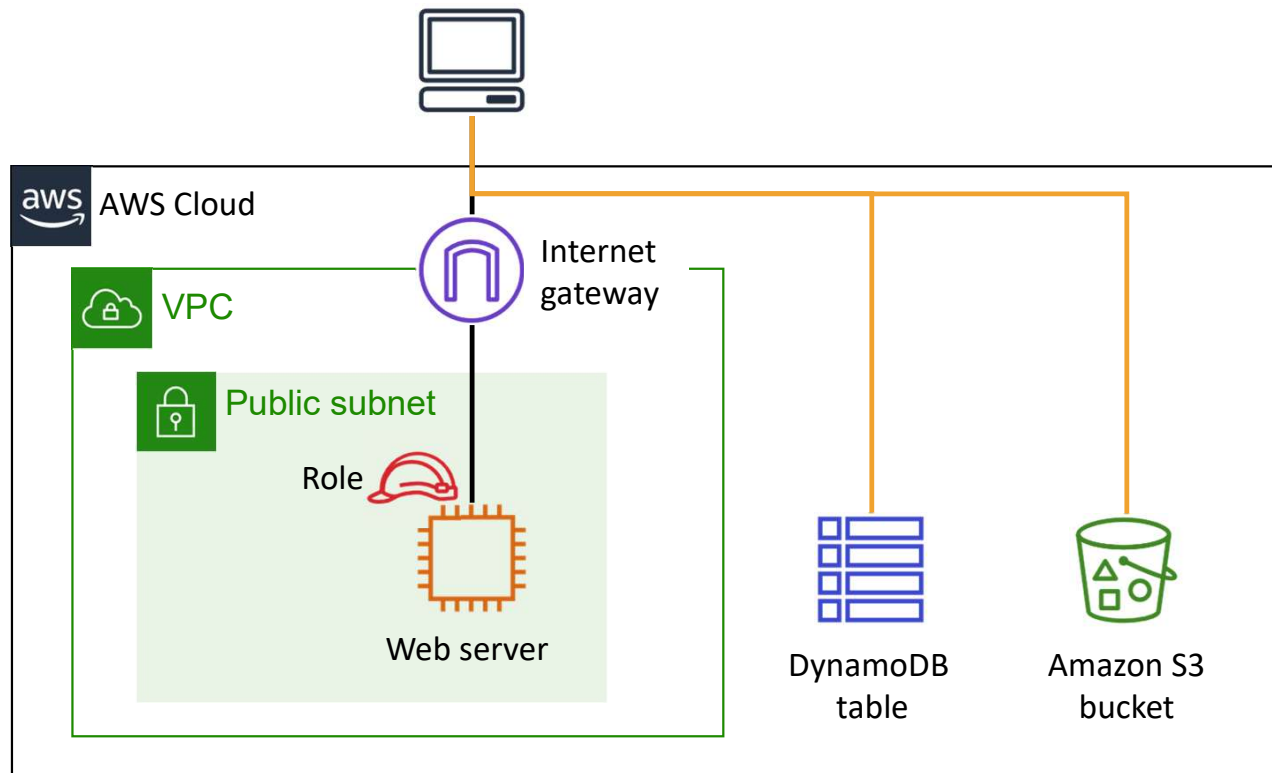 aws
AWS Cloud
Internet
gateway
VPC
Public subnet
Role
Web server
DynamoDB
table
Amazon S3
bucket